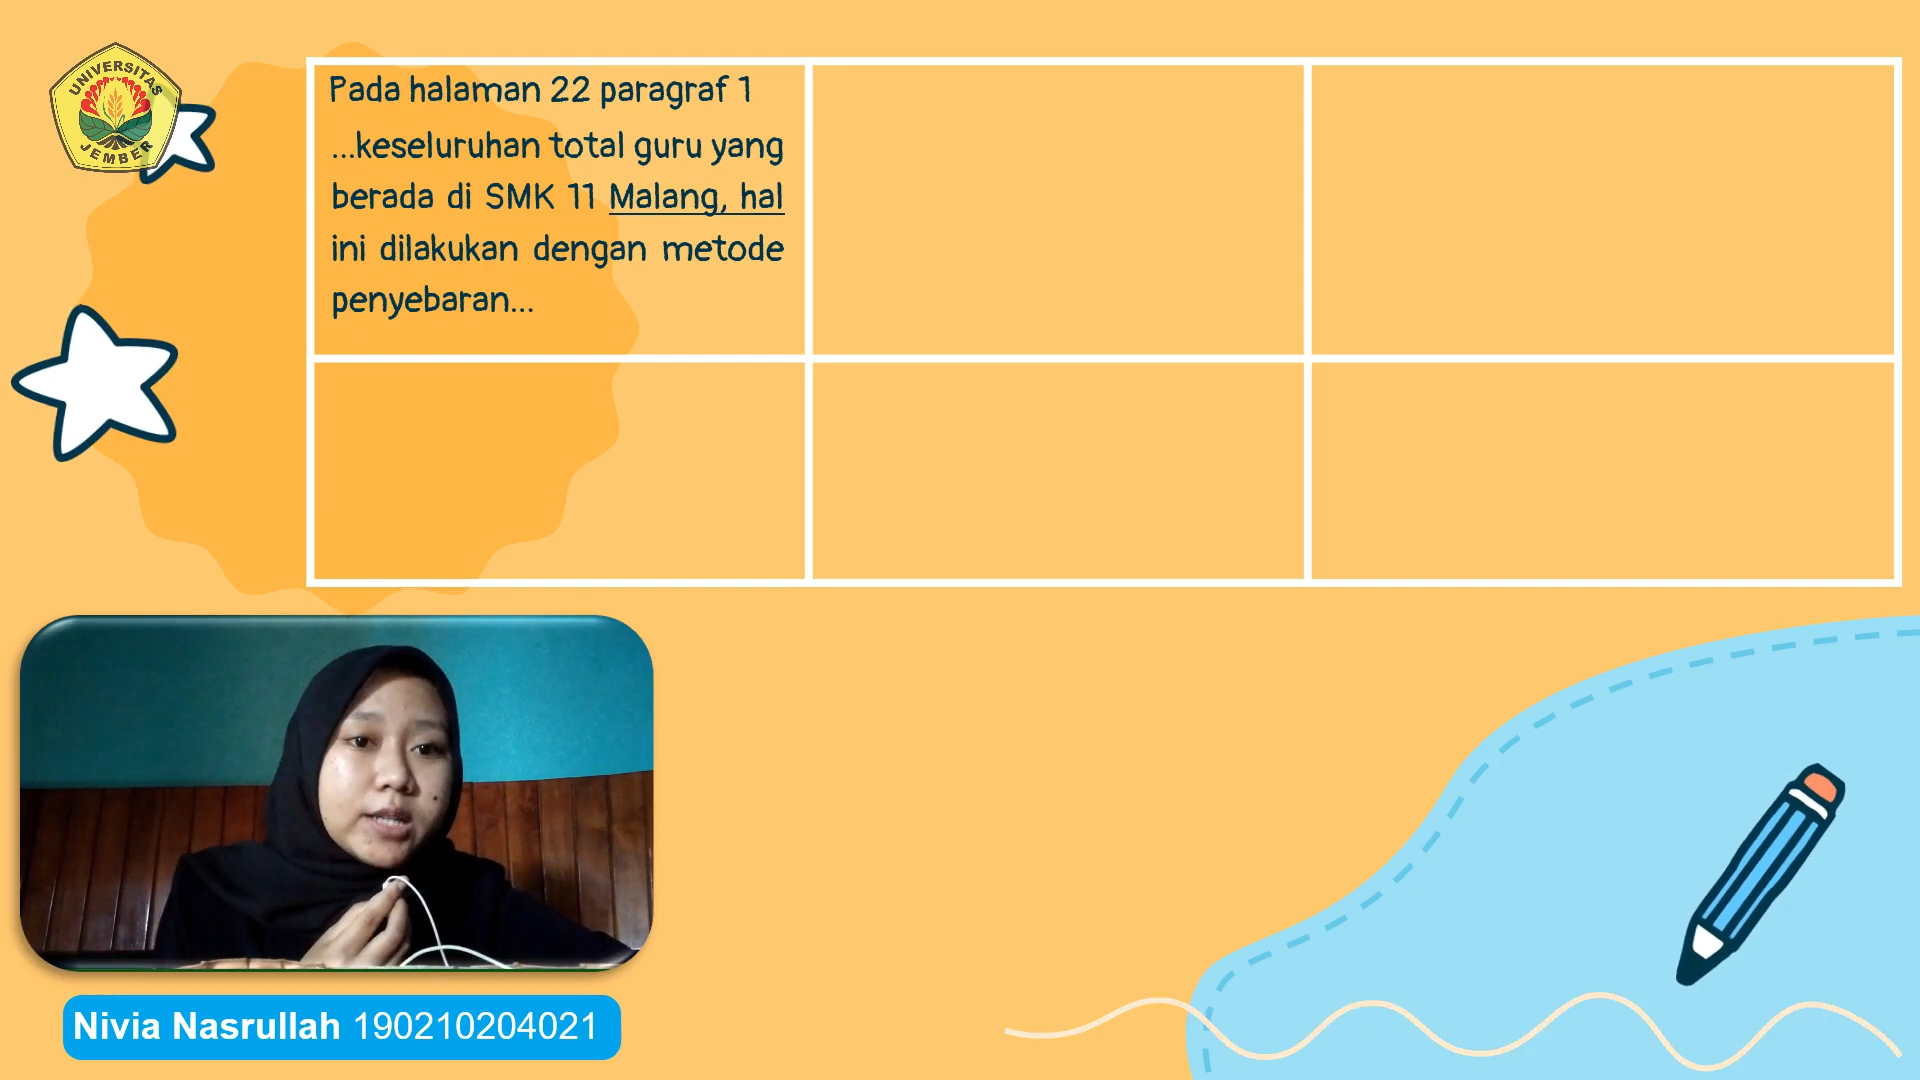 UNIVERSITAS
JEMBER
Pada halaman 22 paragraf 1
...keseluruhan total guru yang
berada di SMK 11 Malang, hal
ini dilakukan dengan metode
penyebaran...
Nivia Nasrullah 190210204021